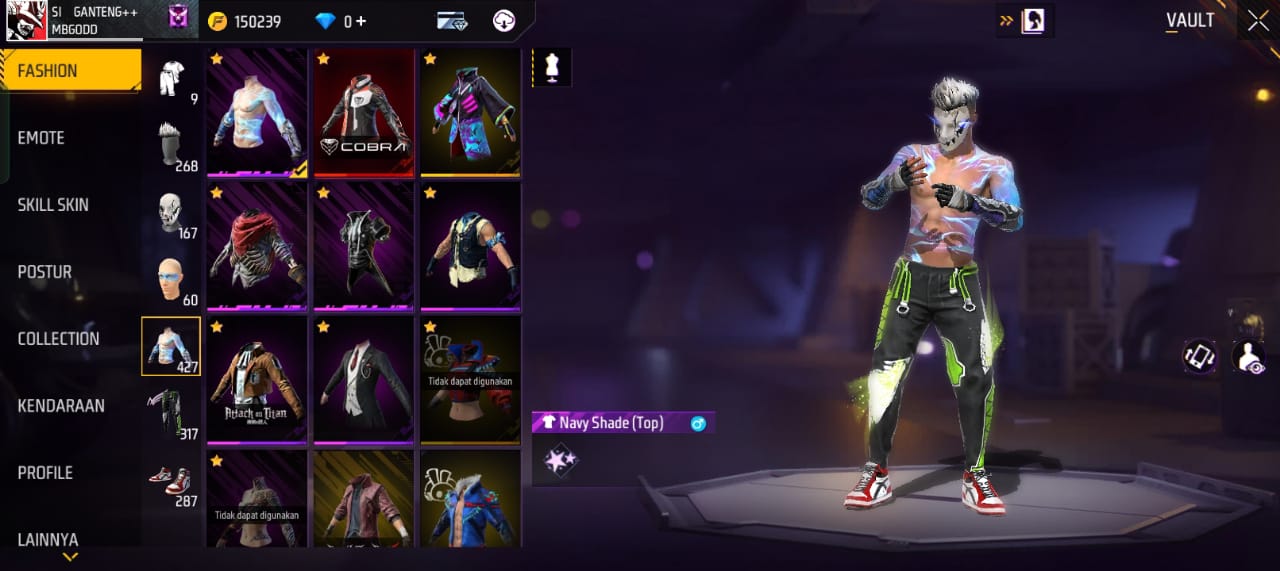 SI GANTENG++
MBGODD
150239
0 +
VAULT
FASHION
EMOTE
SKILL SKIN
POSTUR
COLLECTION
KENDARAAN
PROFILE
LAINNYA
9
268
167
60
427
317
287
COBRA
Attack on Titan
Tidak dapat digunakan
Tidak dapat digunakan
Navy Shade (Top)